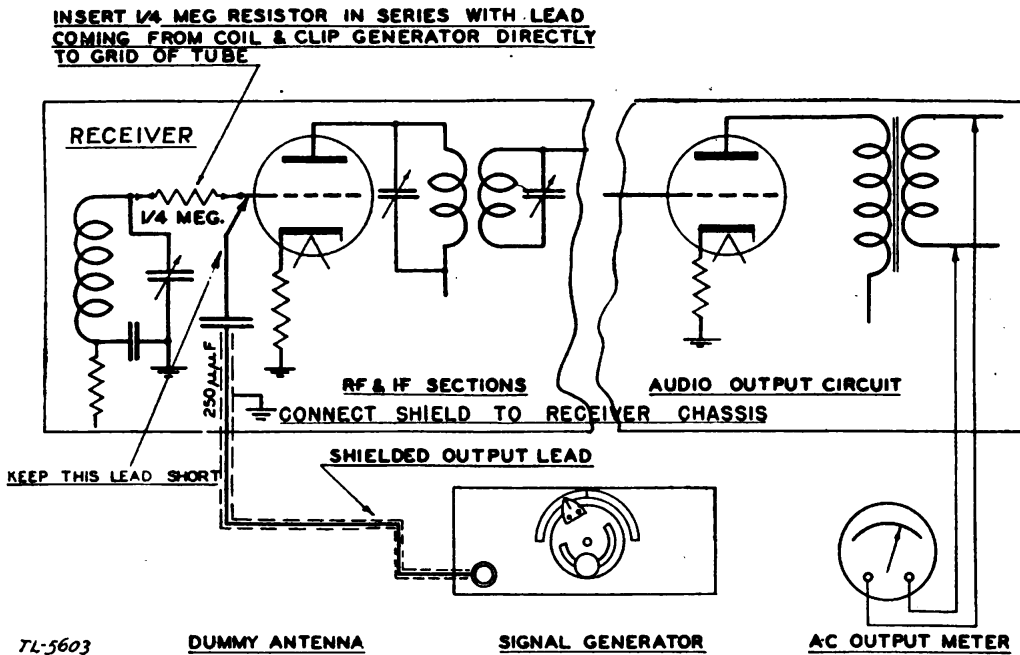 INSERT 1/4 MEG RESISTOR IN SERIES WITH LEAD
COMING FROM COIL & CLIP GENERATOR DIRECTLY
TO GRID OF TUBE
RECEIVER
1/4 MEG.
250µµF
RF & IF SECTIONS
AUDIO OUTPUT CIRCUIT
CONNECT SHIELD TO RECEIVER CHASSIS
KEEP THIS LEAD SHORT
SHIELDED OUTPUT LEAD
TL-5603
DUMMY ANTENNA
SIGNAL GENERATOR
A-C OUTPUT METER